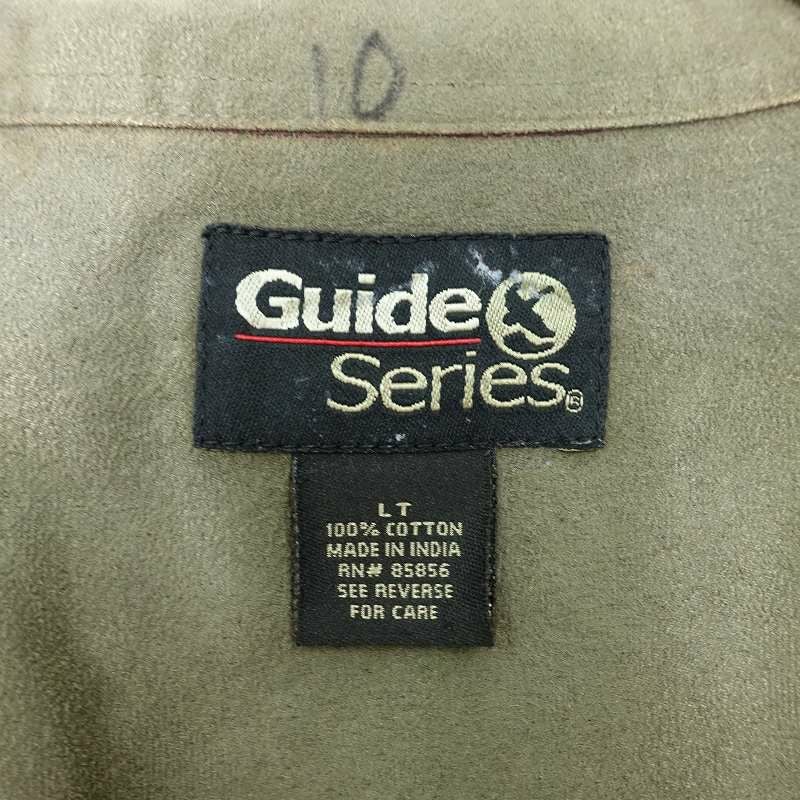 10
Guide
Series®
LT
100% COTTON
MADE IN INDIA
RN# 85856
SEE REVERSE
FOR CARE